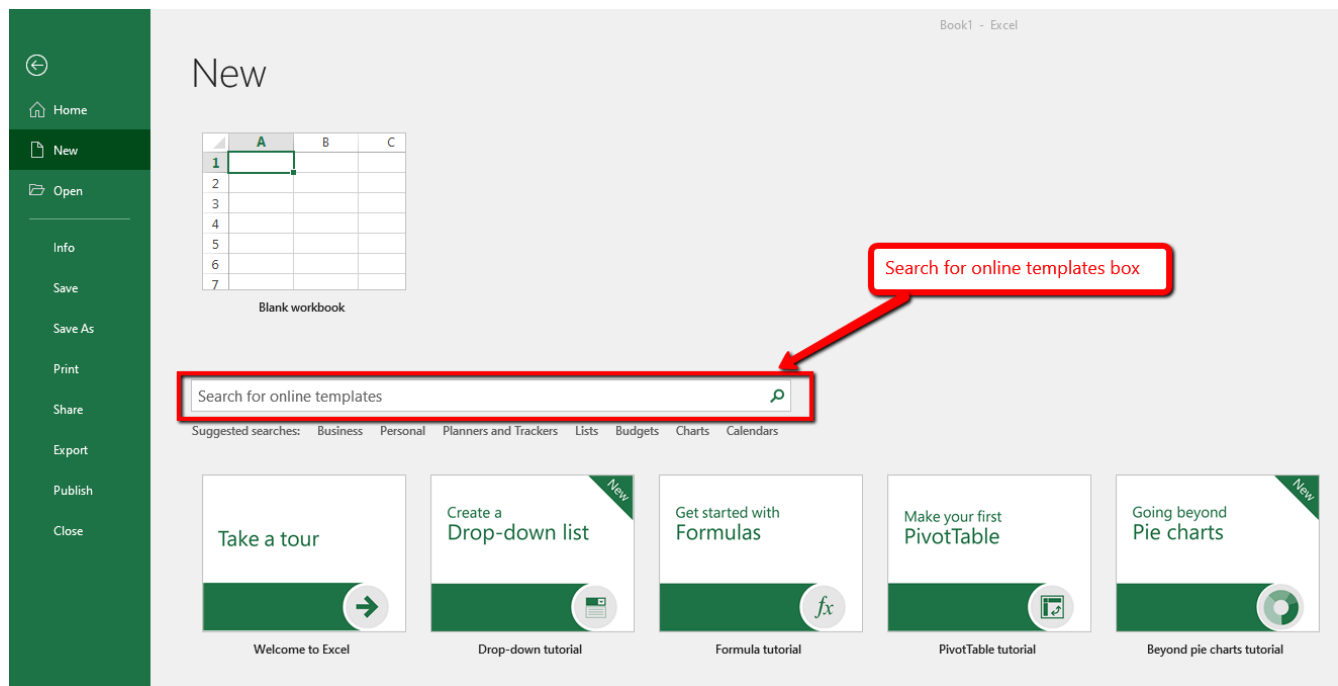 Book1 - Excel
New
Home
New
Open
Info
Save
Save As
Print
Share
Export
Publish
Close
A B C
1
2
3
4
5
6
7
Blank workbook
Search for online templates box
Search for online templates
Suggested searches: Business Personal Planners and Trackers Lists Budgets Charts Calendars
Take a tour
Welcome to Excel
New
Create a
Drop-down list
Drop-down tutorial
Get started with
Formulas
fx
Formula tutorial
Make your first
PivotTable
PivotTable tutorial
New
Going beyond
Pie charts
Beyond pie charts tutorial